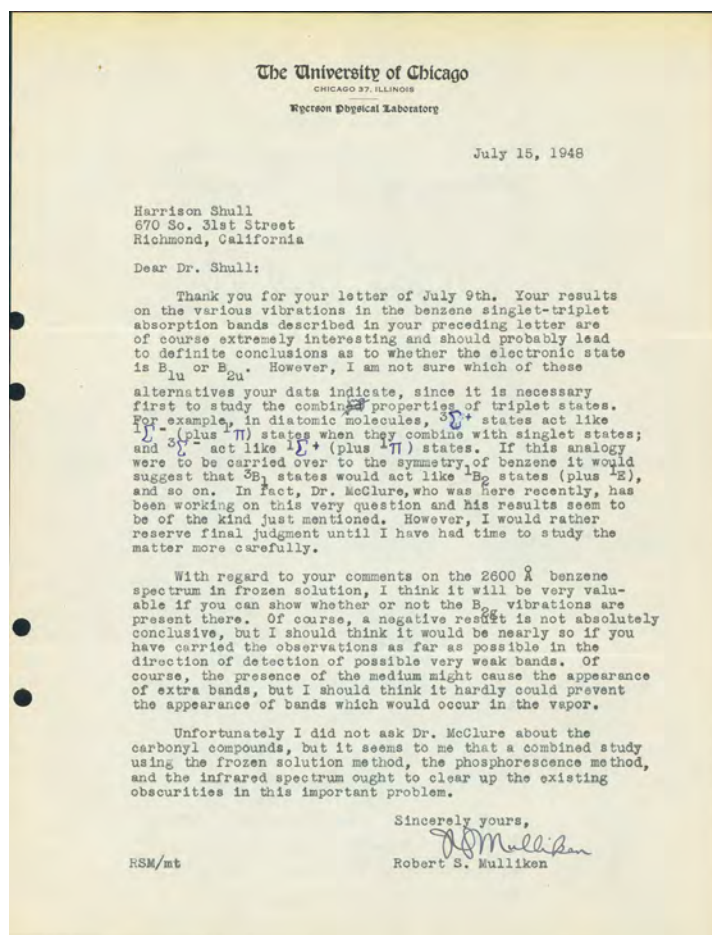 The University of Chicago
CHICAGO 37, ILLINOIS
Ryerson Physical Laboratory
July 15, 1948
Harrison Shull
670 So. 31st Street
Richmond, California
Dear Dr. Shull:
Thank you for your letter of July 9th. Your results
on the various vibrations in the benzene singlet-triplet
absorption bands described in your preceding letter are
of course extremely interesting and should probably lead
to definite conclusions as to whether the electronic state
is B1u or B2u. However, I am not sure which of these
alternatives your data indicate, since it is necessary
first to study the combining properties of triplet states.
For example, in diatomic molecules, ³Σ⁺ states act like
¹Σ⁻ (plus ¹Π) states when they combine with singlet states;
and ³Σ⁻ act like ¹Σ⁺ (plus ¹Π) states. If this analogy
were to be carried over to the symmetry of benzene it would
suggest that ³B₁ states would act like ¹B₂ states (plus ¹E),
and so on. In fact, Dr. McClure, who was here recently, has
been working on this very question and his results seem to
be of the kind just mentioned. However, I would rather
reserve final judgment until I have had time to study the
matter more carefully.
With regard to your comments on the 2600 Å benzene
spectrum in frozen solution, I think it will be very valu-
able if you can show whether or not the B2g vibrations are
present there. Of course, a negative result is not absolutely
conclusive, but I should think it would be nearly so if you
have carried the observations as far as possible in the
direction of detection of possible very weak bands. Of
course, the presence of the medium might cause the appearance
of extra bands, but I should think it hardly could prevent
the appearance of bands which would occur in the vapor.
Unfortunately I did not ask Dr. McClure about the
carbonyl compounds, but it seems to me that a combined study
using the frozen solution method, the phosphorescence method,
and the infrared spectrum ought to clear up the existing
obscurities in this important problem.
Sincerely yours,
RS Mulliken
RSM/mt Robert S. Mulliken